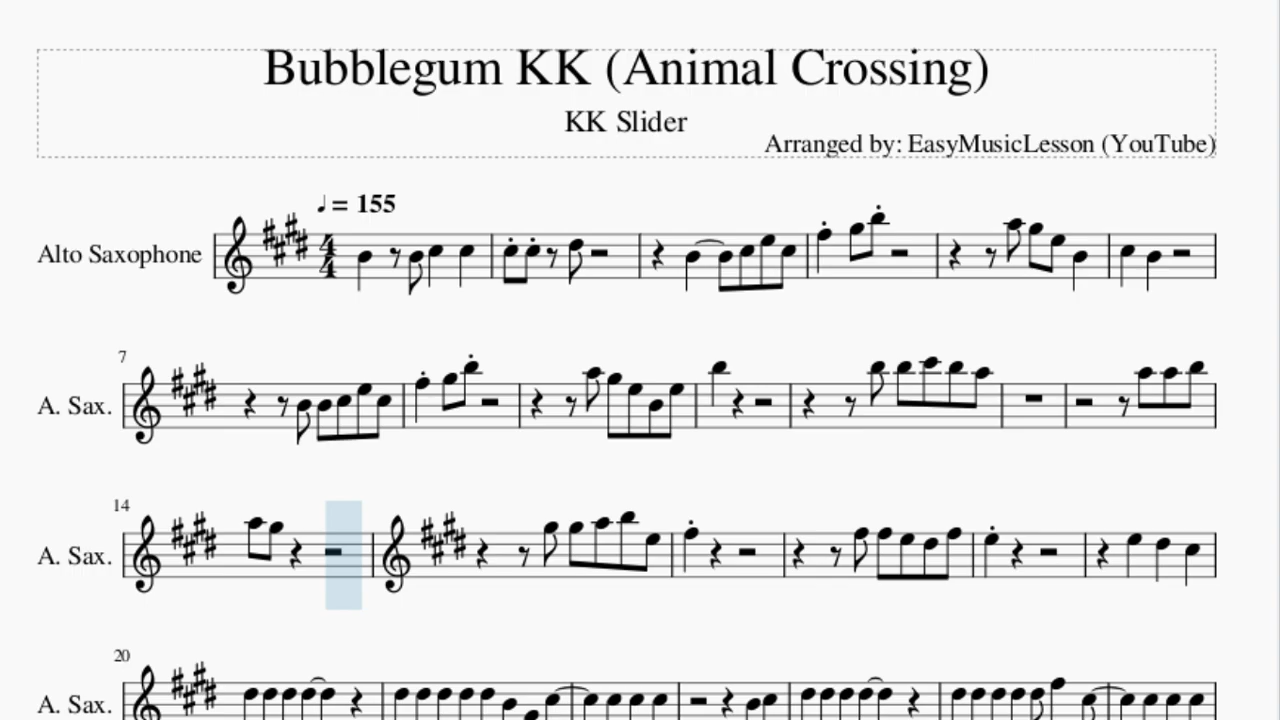 Bubblegum KK (Animal Crossing)
KK Slider
Arranged by: EasyMusicLesson (YouTube)
♩ = 155
Alto Saxophone
4
4
7
A. Sax.
14
A. Sax.
20
A. Sax.